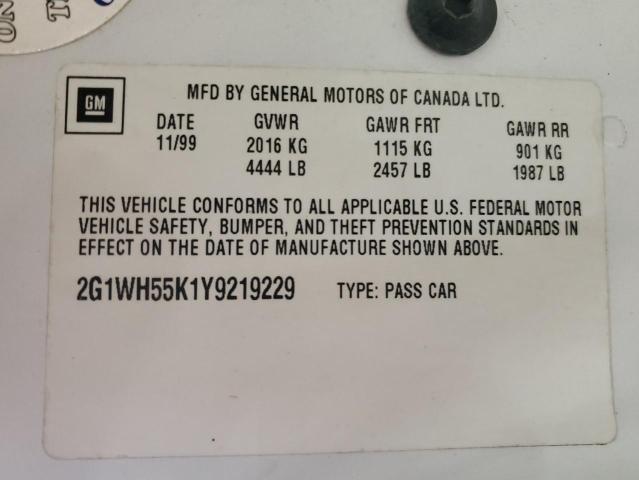 ON
GM
MFD BY GENERAL MOTORS OF CANADA LTD.
DATE GVWR GAWR FRT GAWR RR
11/99 2016 KG 1115 KG 901 KG
4444 LB 2457 LB 1987 LB
THIS VEHICLE CONFORMS TO ALL APPLICABLE U.S. FEDERAL MOTOR
VEHICLE SAFETY, BUMPER, AND THEFT PREVENTION STANDARDS IN
EFFECT ON THE DATE OF MANUFACTURE SHOWN ABOVE.
2G1WH55K1Y9219229 TYPE: PASS CAR